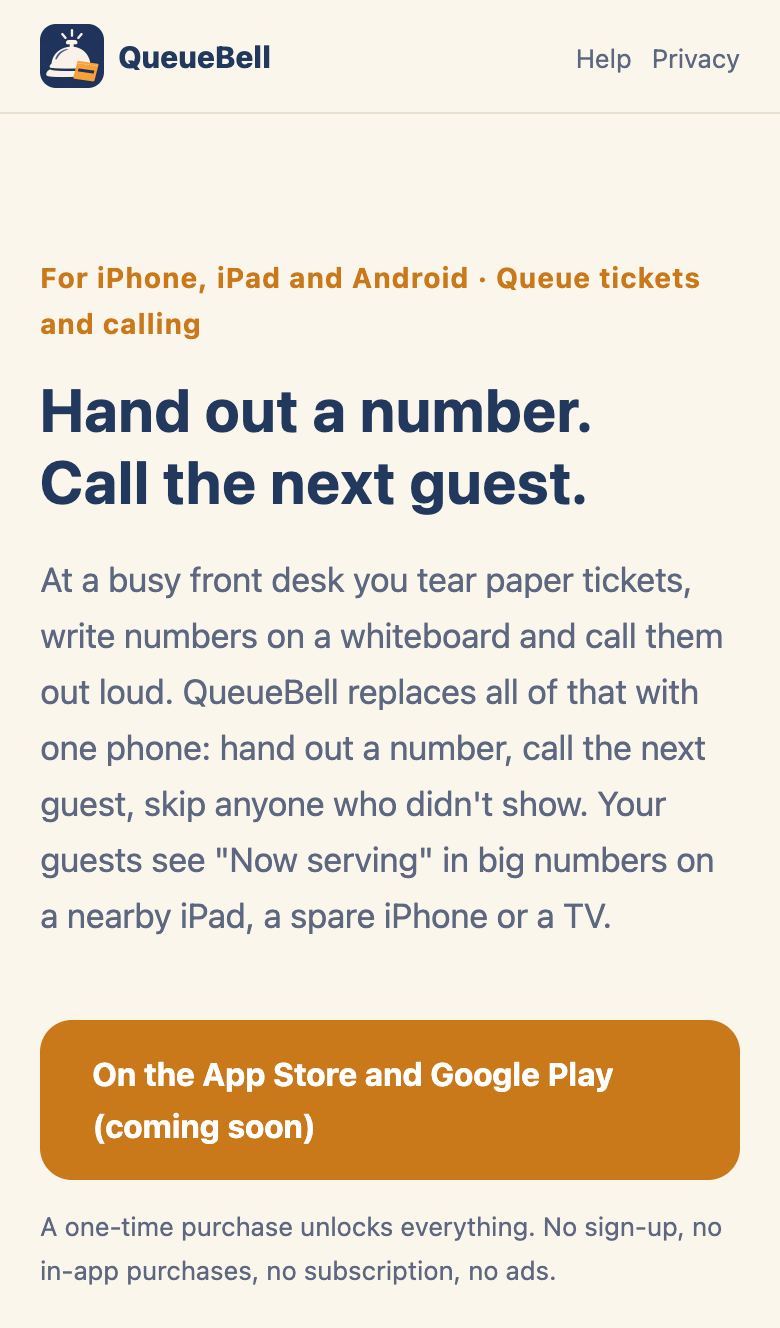 QueueBell
Help Privacy
For iPhone, iPad and Android · Queue tickets
and calling
Hand out a number.
Call the next guest.
At a busy front desk you tear paper tickets,
write numbers on a whiteboard and call them
out loud. QueueBell replaces all of that with
one phone: hand out a number, call the next
guest, skip anyone who didn't show. Your
guests see "Now serving" in big numbers on
a nearby iPad, a spare iPhone or a TV.
On the App Store and Google Play
(coming soon)
A one-time purchase unlocks everything. No sign-up, no
in-app purchases, no subscription, no ads.